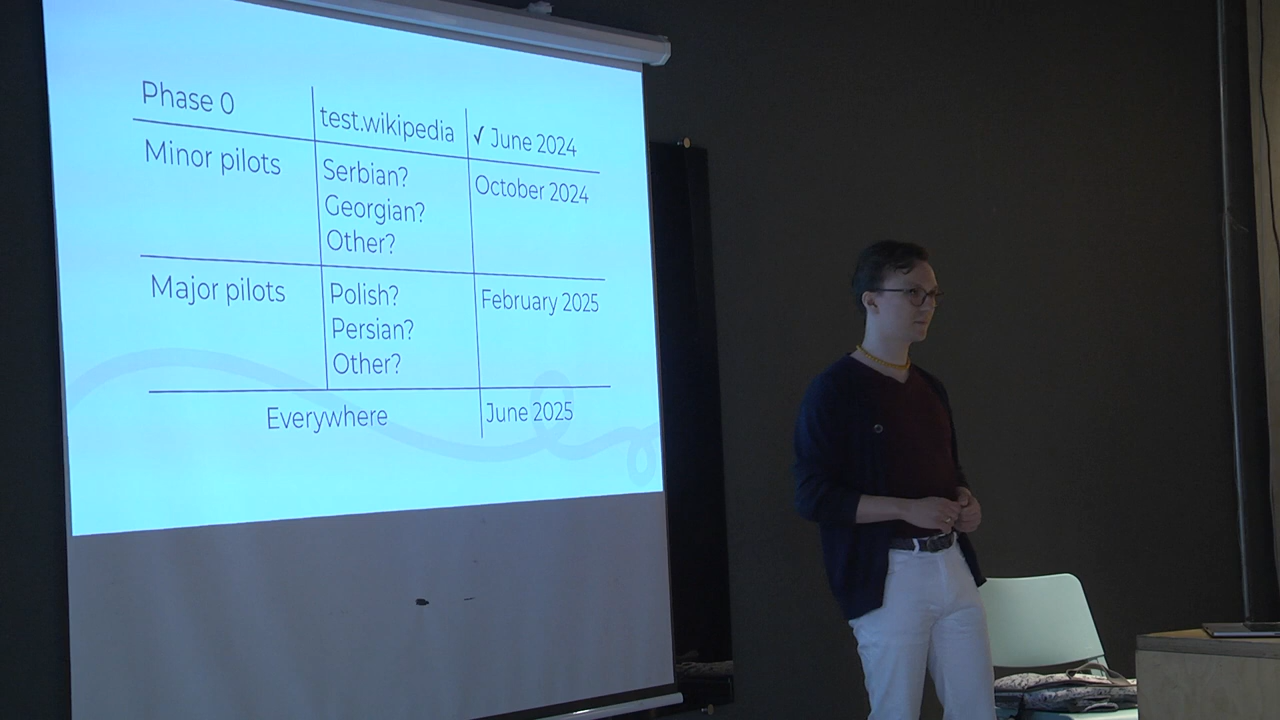 Phase 0
test.wikipedia
✓ June 2024
Minor pilots
Serbian?
Georgian?
Other?
October 2024
Major pilots
Polish?
Persian?
Other?
February 2025
Everywhere
June 2025